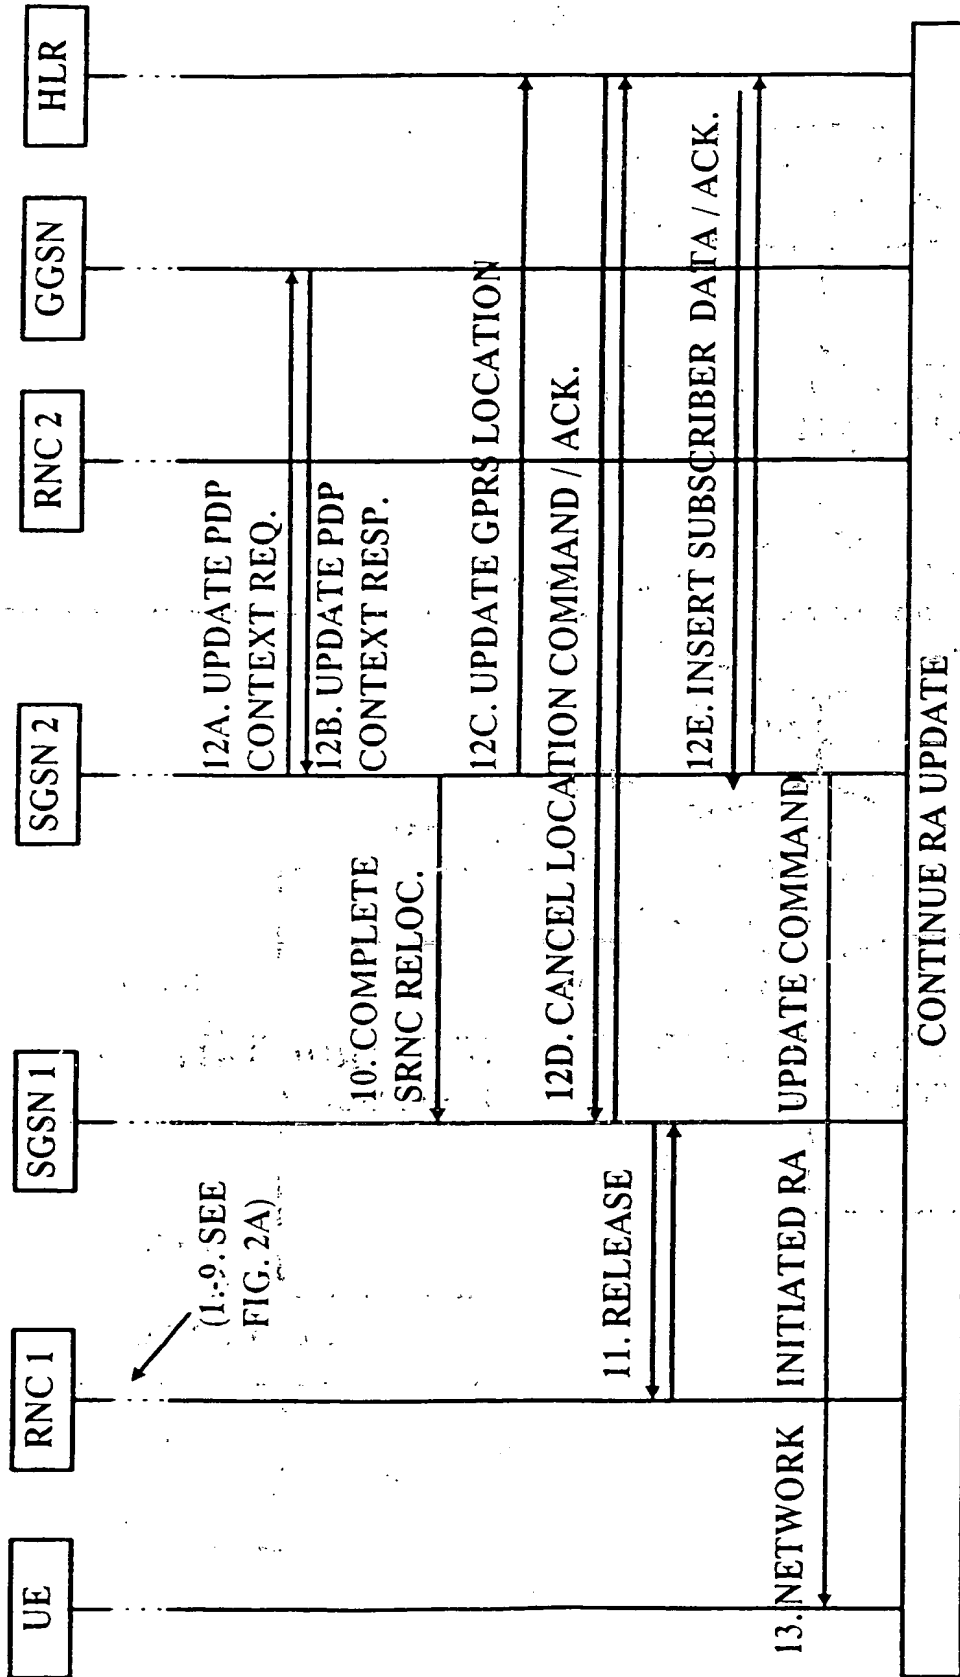 UE
RNC 1
SGSN 1
SGSN 2
RNC 2
GGSN
HLR
(1.-9. SEE
FIG. 2A)
12A. UPDATE PDP
CONTEXT REQ.
12B. UPDATE PDP
CONTEXT RESP.
10. COMPLETE
SRNC RELOC.
12C. UPDATE GPRS LOCATION
12D. CANCEL LOCATION COMMAND / ACK.
11. RELEASE
12E. INSERT SUBSCRIBER DATA / ACK.
13. NETWORK INITIATED RA UPDATE COMMAND
CONTINUE RA UPDATE